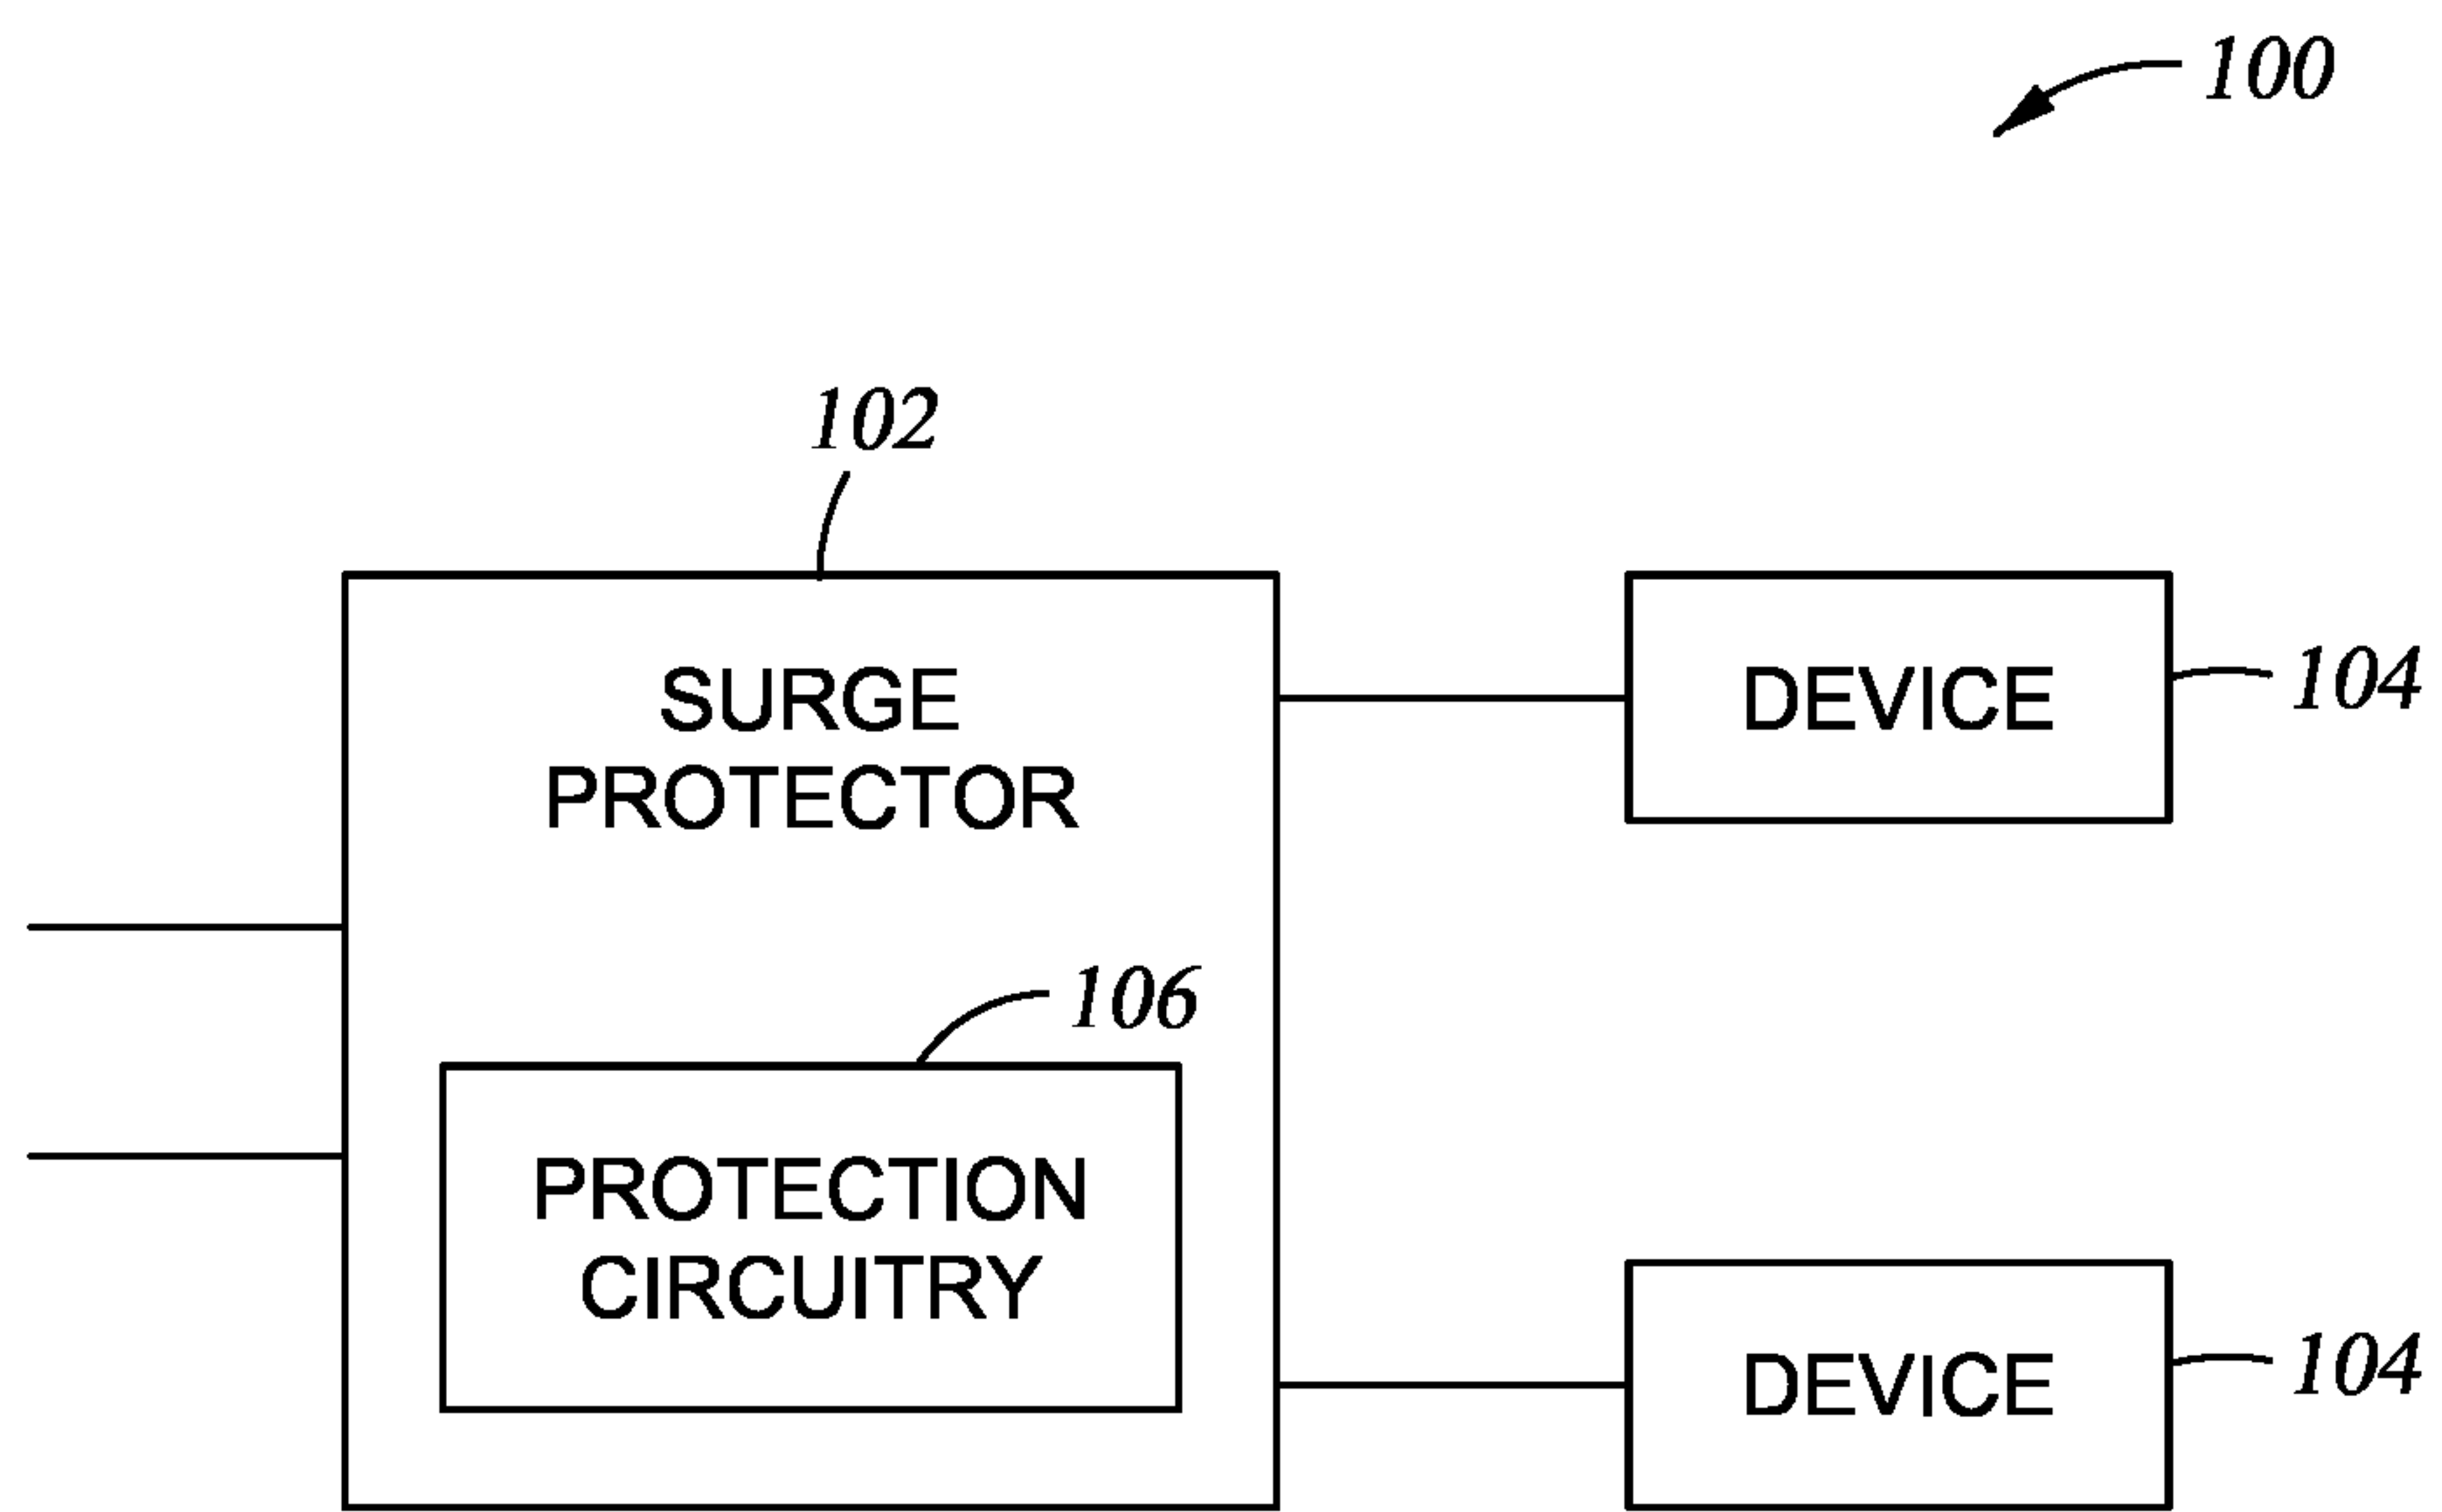 100
102
SURGE
PROTECTOR
DEVICE
104
106
PROTECTION
CIRCUITRY
DEVICE
104